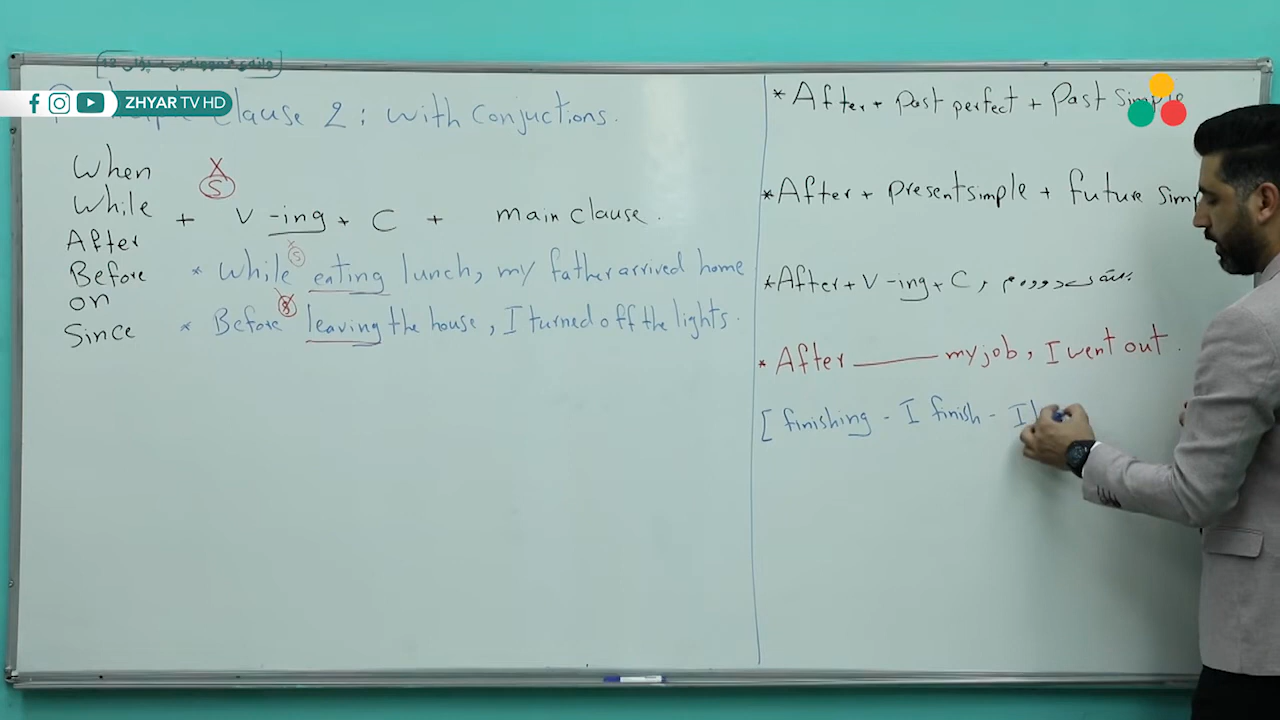 ZHYAR TV HD
Clause 2 : with Conjuctions.
When
While
After
Before
on
Since
X
S
+ V -ing + C + main clause.
* While eating lunch, my father arrived home
* Before leaving the house, I turned off the lights.
* After + past perfect + Past simple
* After + present simple + future sim
* After + V -ing + C ,
* After ______ my job, I went out.
[ finishing - I finish - I